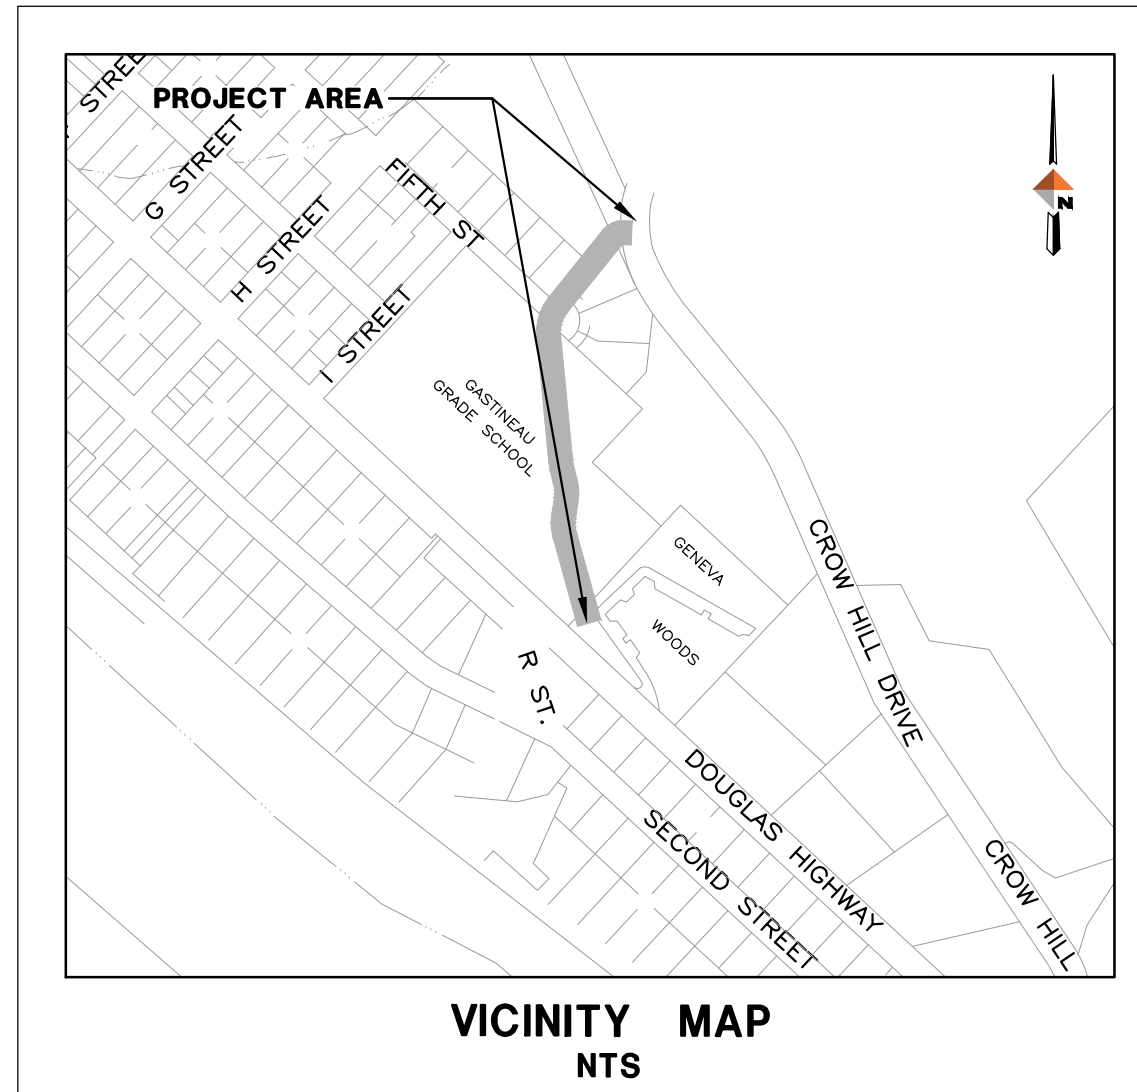 STREE
PROJECT AREA
G STREET
FIFTH ST
H STREET
I STREET
N
GASTINEAU
GRADE SCHOOL
GENEVA
WOODS
CROW HILL DRIVE
R ST.
DOUGLAS HIGHWAY
SECOND STREET
CROW HILL
VICINITY MAP
NTS